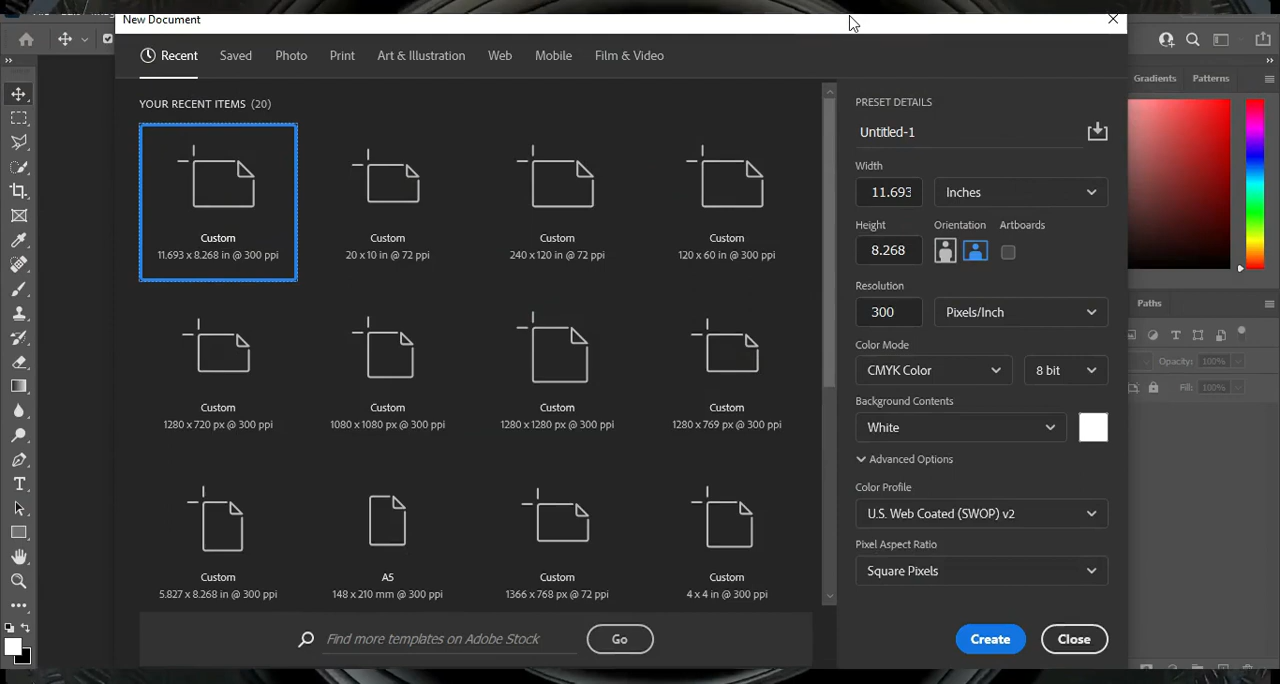 New Document
Recent
Saved
Photo
Print
Art & Illustration
Web
Mobile
Film & Video
Gradients
Patterns
YOUR RECENT ITEMS (20)
Custom
11.693 x 8.268 in @ 300 ppi
Custom
20 x 10 in @ 72 ppi
Custom
240 x 120 in @ 72 ppi
Custom
120 x 60 in @ 300 ppi
Custom
1280 x 720 px @ 300 ppi
Custom
1080 x 1080 px @ 300 ppi
Custom
1280 x 1280 px @ 300 ppi
Custom
1280 x 769 px @ 300 ppi
Custom
5.827 x 8.268 in @ 300 ppi
A5
148 x 210 mm @ 300 ppi
Custom
1366 x 768 px @ 72 ppi
Custom
4 x 4 in @ 300 ppi
Find more templates on Adobe Stock
Go
PRESET DETAILS
Untitled-1
Width
11.693
Inches
Height
Orientation
Artboards
8.268
Resolution
300
Pixels/Inch
Color Mode
CMYK Color
8 bit
Background Contents
White
Advanced Options
Color Profile
U.S. Web Coated (SWOP) v2
Pixel Aspect Ratio
Square Pixels
Create
Close
Paths
Opacity: 100%
Fill: 100%